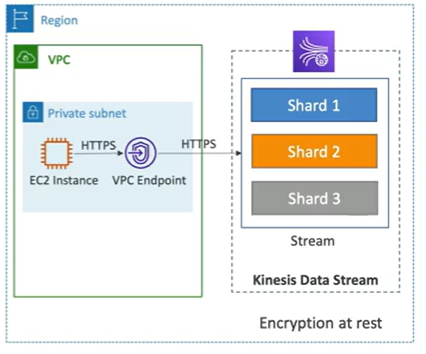 Region
VPC
Private subnet
HTTPS
HTTPS
EC2 Instance
VPC Endpoint
Shard 1
Shard 2
Shard 3
Stream
Kinesis Data Stream
Encryption at rest